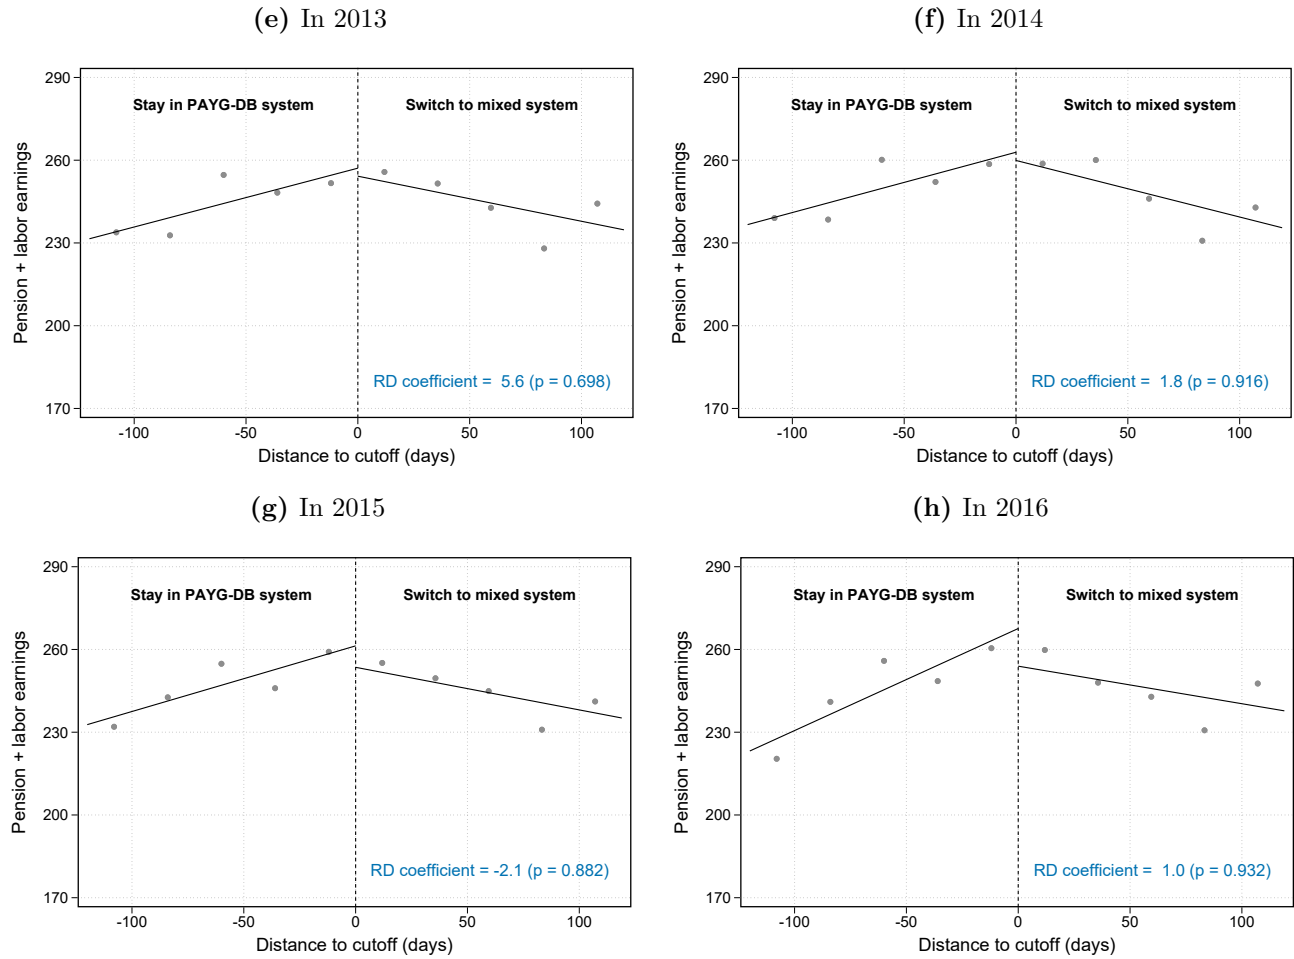 (e) In 2013
290
260
230
200
170
Pension + labor earnings
Stay in PAYG-DB system
Switch to mixed system
RD coefficient =  5.6 (p = 0.698)
-100
-50
0
50
100
Distance to cutoff (days)
(f) In 2014
290
260
230
200
170
Pension + labor earnings
Stay in PAYG-DB system
Switch to mixed system
RD coefficient =  1.8 (p = 0.916)
-100
-50
0
50
100
Distance to cutoff (days)
(g) In 2015
290
260
230
200
170
Pension + labor earnings
Stay in PAYG-DB system
Switch to mixed system
RD coefficient = -2.1 (p = 0.882)
-100
-50
0
50
100
Distance to cutoff (days)
(h) In 2016
290
260
230
200
170
Pension + labor earnings
Stay in PAYG-DB system
Switch to mixed system
RD coefficient =  1.0 (p = 0.932)
-100
-50
0
50
100
Distance to cutoff (days)